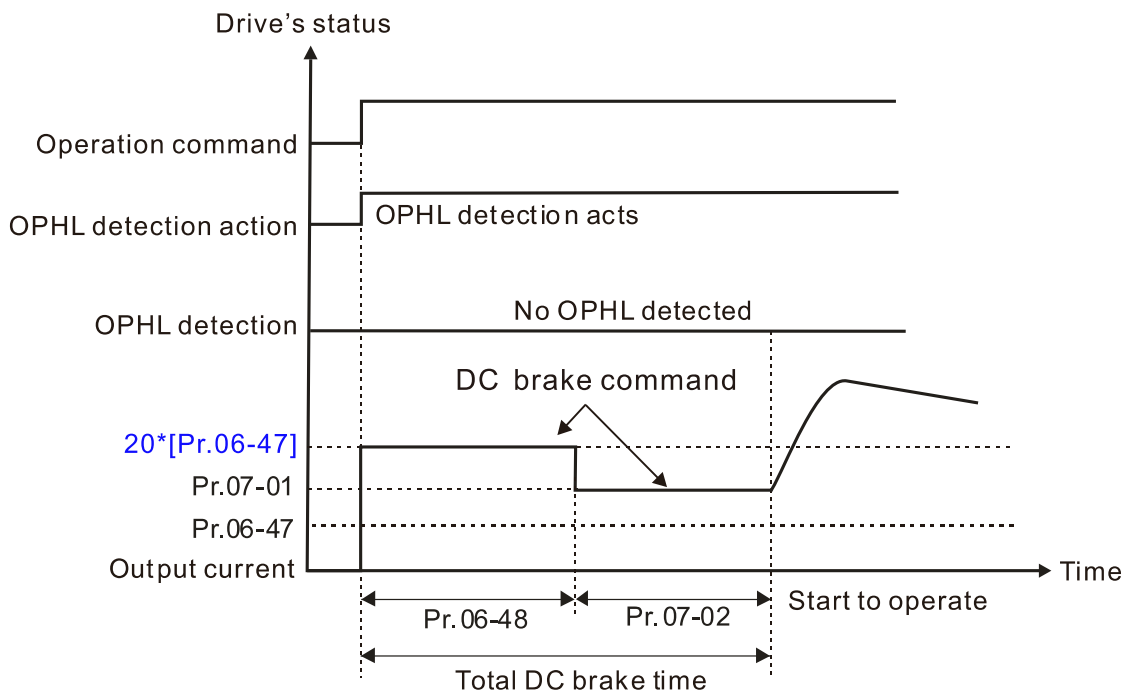 Drive's status
Operation command
OPHL detection action
OPHL detection acts
OPHL detection
No OPHL detected
DC brake command
20*[Pr.06-47]
Pr.07-01
Pr.06-47
Output current
Time
Pr.06-48
Pr.07-02
Start to operate
Total DC brake time